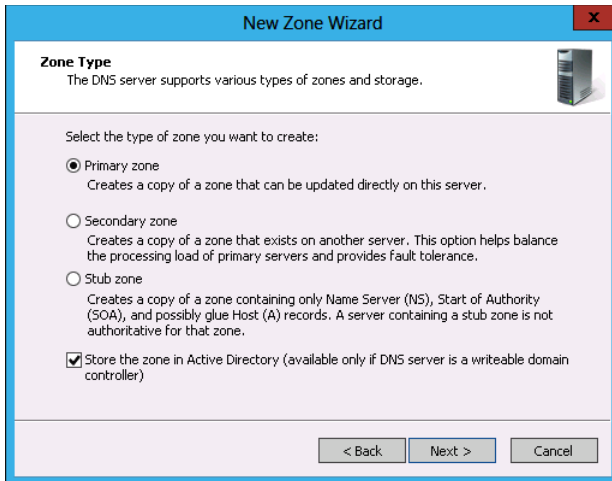 New Zone Wizard
x
Zone Type
The DNS server supports various types of zones and storage.
Select the type of zone you want to create:
Primary zone
Creates a copy of a zone that can be updated directly on this server.
Secondary zone
Creates a copy of a zone that exists on another server. This option helps balance
the processing load of primary servers and provides fault tolerance.
Stub zone
Creates a copy of a zone containing only Name Server (NS), Start of Authority
(SOA), and possibly glue Host (A) records. A server containing a stub zone is not
authoritative for that zone.
Store the zone in Active Directory (available only if DNS server is a writeable domain
controller)
< Back Next > Cancel